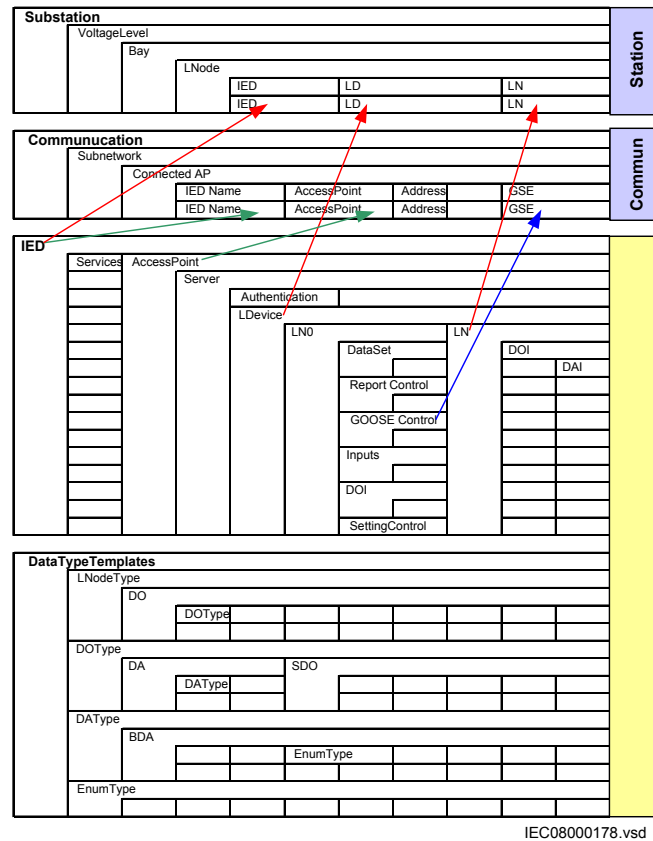 Substation
VoltageLevel
Bay
LNode
IED LD LN
IED LD LN
Station
Communucation
Subnetwork
Connected AP
IED Name AccessPoint Address GSE
IED Name AccessPoint Address GSE
Commun
IED
Services AccessPoint
Server
Authentication
LDevice
LN0 LN
DataSet DOI
DAI
Report Control
GOOSE Control
Inputs
DOI
SettingControl
DataTypeTemplates
LNodeType
DO
DOType
DOType
DA SDO
DAType
DAType
BDA
EnumType
EnumType
IEC08000178.vsd